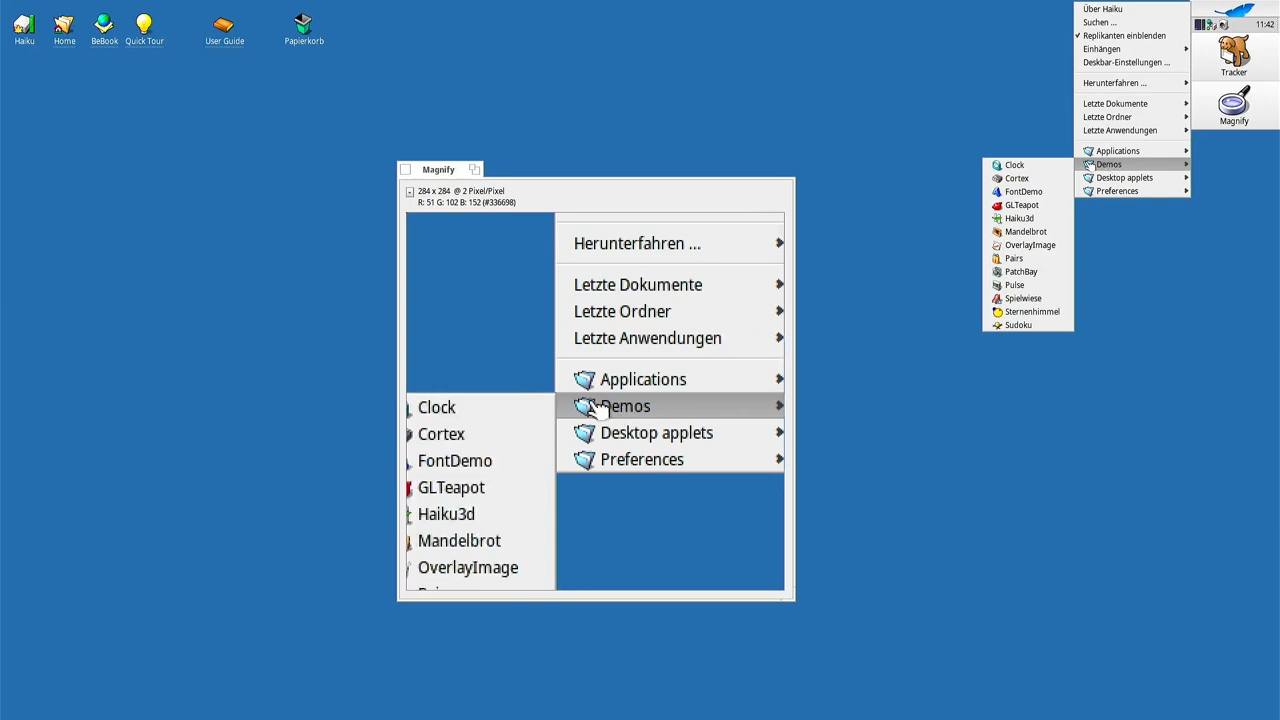 Haiku
Home
BeBook
Quick Tour
User Guide
Papierkorb
Über Haiku
Suchen ...
Replikanten einblenden
Einhängen
Deskbar-Einstellungen ...
Herunterfahren ...
Letzte Dokumente
Letzte Ordner
Letzte Anwendungen
Applications
Demos
Desktop applets
Preferences
11:42
Tracker
Magnify
Clock
Cortex
FontDemo
GLTeapot
Haiku3d
Mandelbrot
OverlayImage
Pairs
PatchBay
Pulse
Spielwiese
Sternenhimmel
Sudoku
Magnify
284 x 284 @ 2 Pixel/Pixel
R: 51 G: 102 B: 152 (#336698)
Herunterfahren ...
Letzte Dokumente
Letzte Ordner
Letzte Anwendungen
Applications
Demos
Desktop applets
Preferences
Clock
Cortex
FontDemo
GLTeapot
Haiku3d
Mandelbrot
OverlayImage